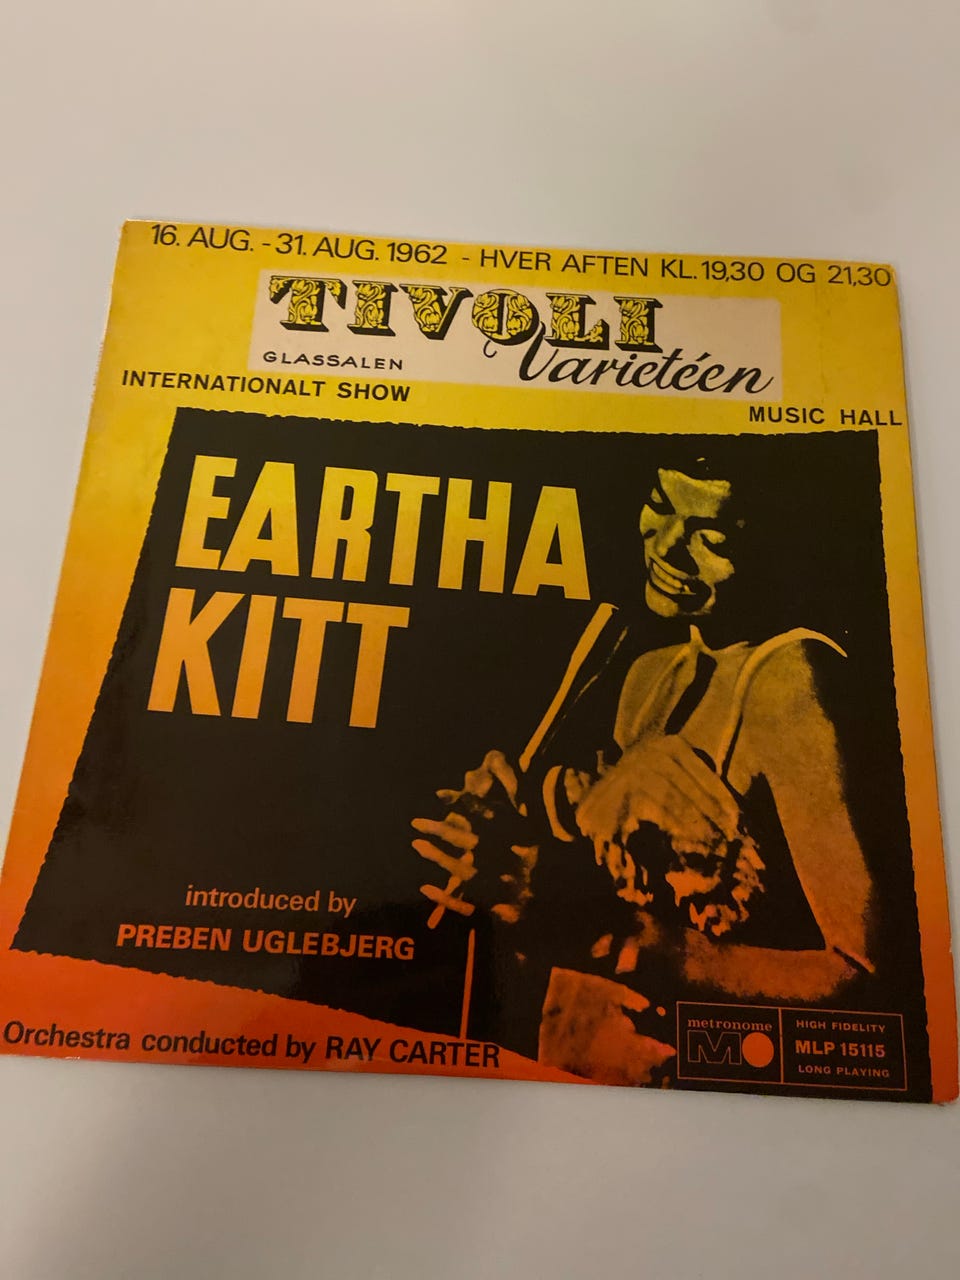 16. AUG. - 31. AUG. 1962 - HVER AFTEN KL. 19,30 OG 21,30
TIVOLI
GLASSALEN Varietéen
INTERNATIONALT SHOW
MUSIC HALL
EARTHA
KITT
introduced by
PREBEN UGLEBJERG
Orchestra conducted by RAY CARTER
metronome
MO
HIGH FIDELITY
MLP 15115
LONG PLAYING